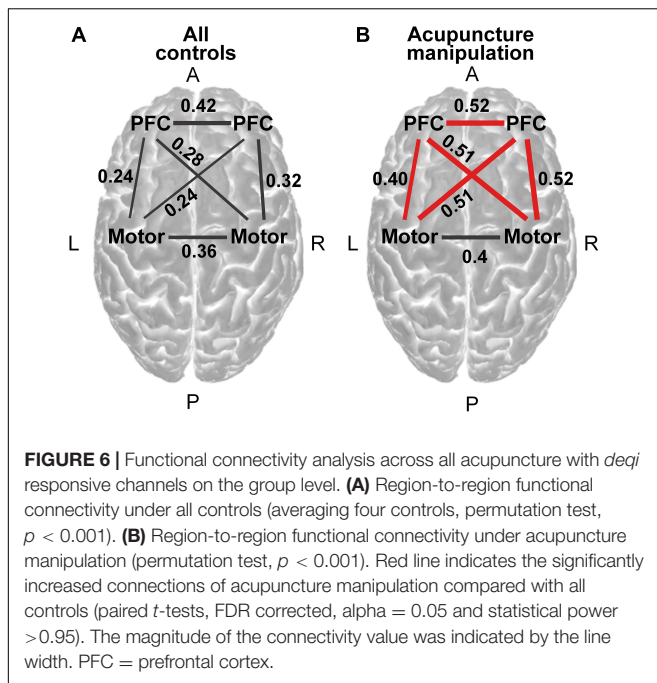 A All controls
A
0.42
PFC PFC
0.28
0.24 0.32
0.24
L Motor Motor R
0.36
P
B Acupuncture manipulation
A
0.52
PFC PFC
0.51
0.40 0.52
0.51
L Motor Motor R
0.4
P
FIGURE 6 | Functional connectivity analysis across all acupuncture with deqi
responsive channels on the group level. (A) Region-to-region functional
connectivity under all controls (averaging four controls, permutation test,
p < 0.001). (B) Region-to-region functional connectivity under acupuncture
manipulation (permutation test, p < 0.001). Red line indicates the significantly
increased connections of acupuncture manipulation compared with all
controls (paired t-tests, FDR corrected, alpha = 0.05 and statistical power
>0.95). The magnitude of the connectivity value was indicated by the line
width. PFC = prefrontal cortex.